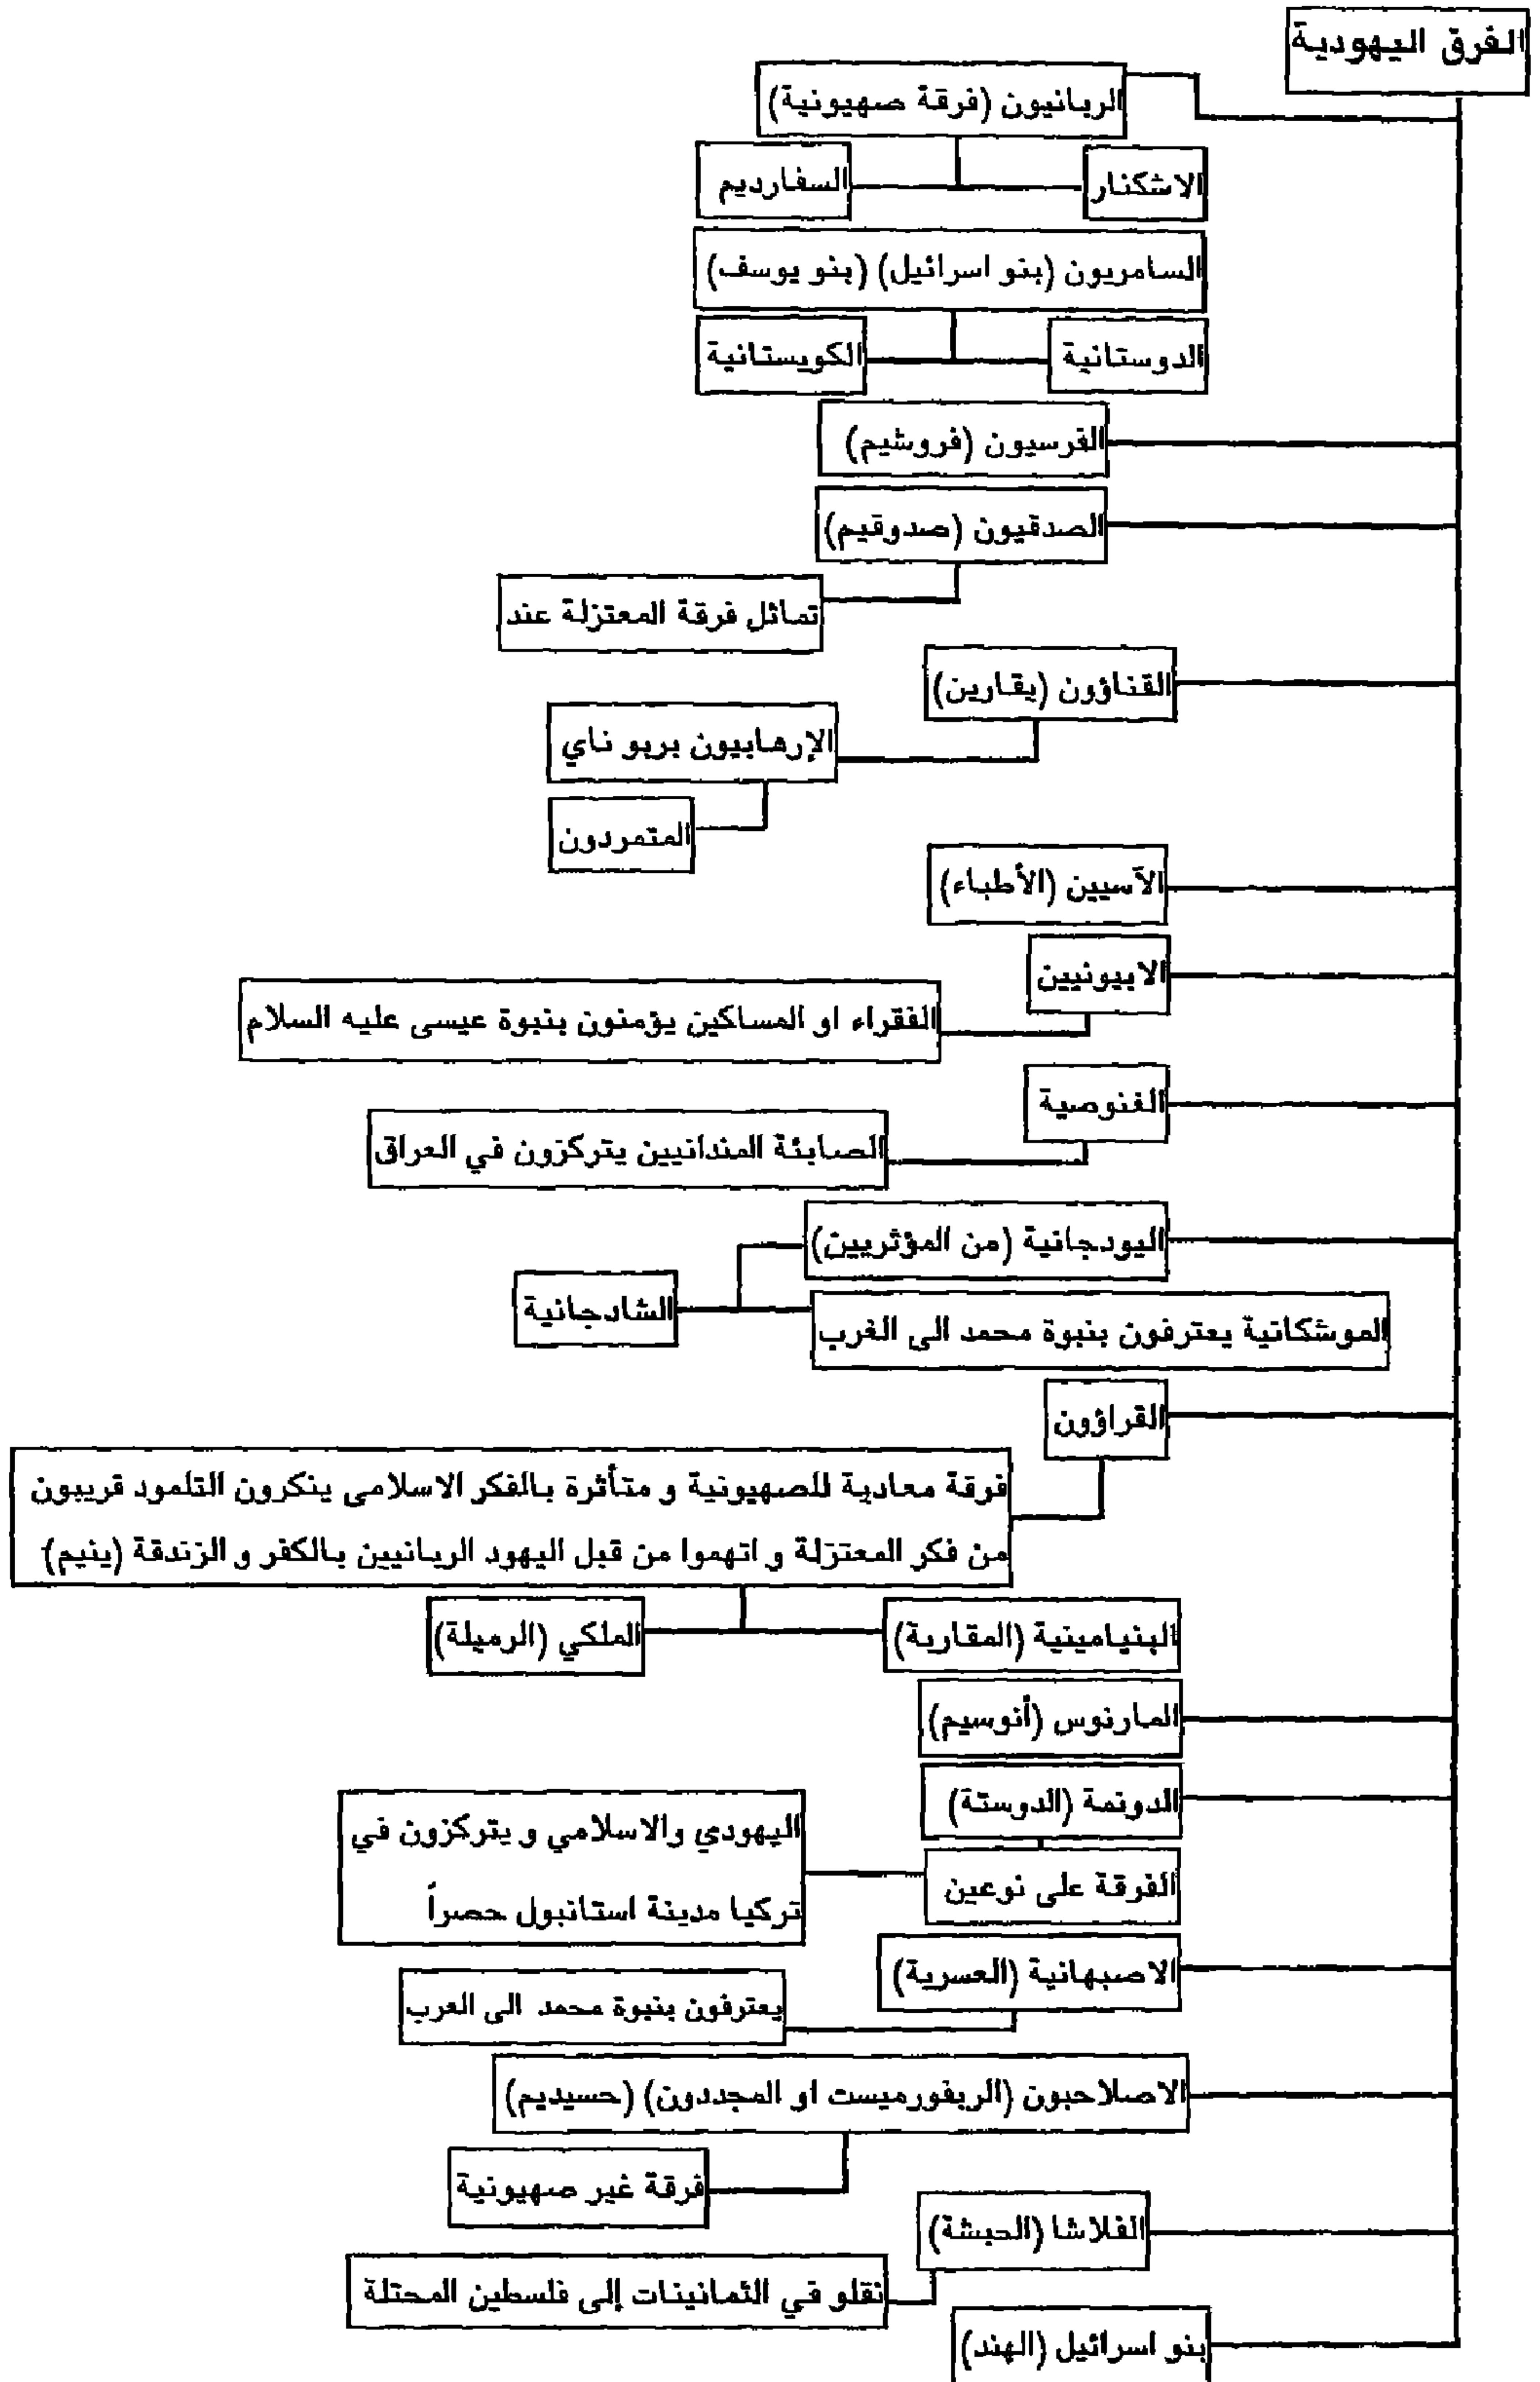 الفرق اليهودية
الربانيون (فرقة صهيونية)
الاشكنار
السفارديم
السامريون (بنو اسرائيل) (بنو يوسف)
الدوستانية
الكويستانية
الفرسيون (فروشيم)
الصدقيون (صدوقيم)
تماثل فرقة المعتزلة عند
القناؤون (يقارين)
الإرهابيون بريو ناي
المتمردون
الآسيين (الأطباء)
الابيونيين
الفقراء او المساكين يؤمنون بنبوة عيسى عليه السلام
الغنوصية
الصابئة المندانيين يتركزون في العراق
اليودجانية (من المؤثريين)
الشادجانية
الموشكاتية يعترفون بنبوة محمد الى الغرب
القراؤون
فرقة معادية للصهيونية و متأثرة بالفكر الاسلامي ينكرون التلمود قريبون
من فكر المعتزلة و اتهموا من قبل اليهود الربانيين بالكفر و الزندقة (ينيم)
البنيامينية (المقارية)
الملكي (الرميلة)
المارنوس (أنوسيم)
الدونمة (الدوستة)
الفرقة على نوعين
اليهودي والاسلامي و يتركزون في
تركيا مدينة استانبول حصراً
الاصبهانية (العسرية)
يعترفون بنبوة محمد الى العرب
الاصلاحبون (الريفورميست او المجددون) (حسيديم)
فرقة غير صهيونية
الفلاشا (الحبشة)
نقلو في الثمانينات إلى فلسطين المحتلة
بنو اسرائيل (الهند)